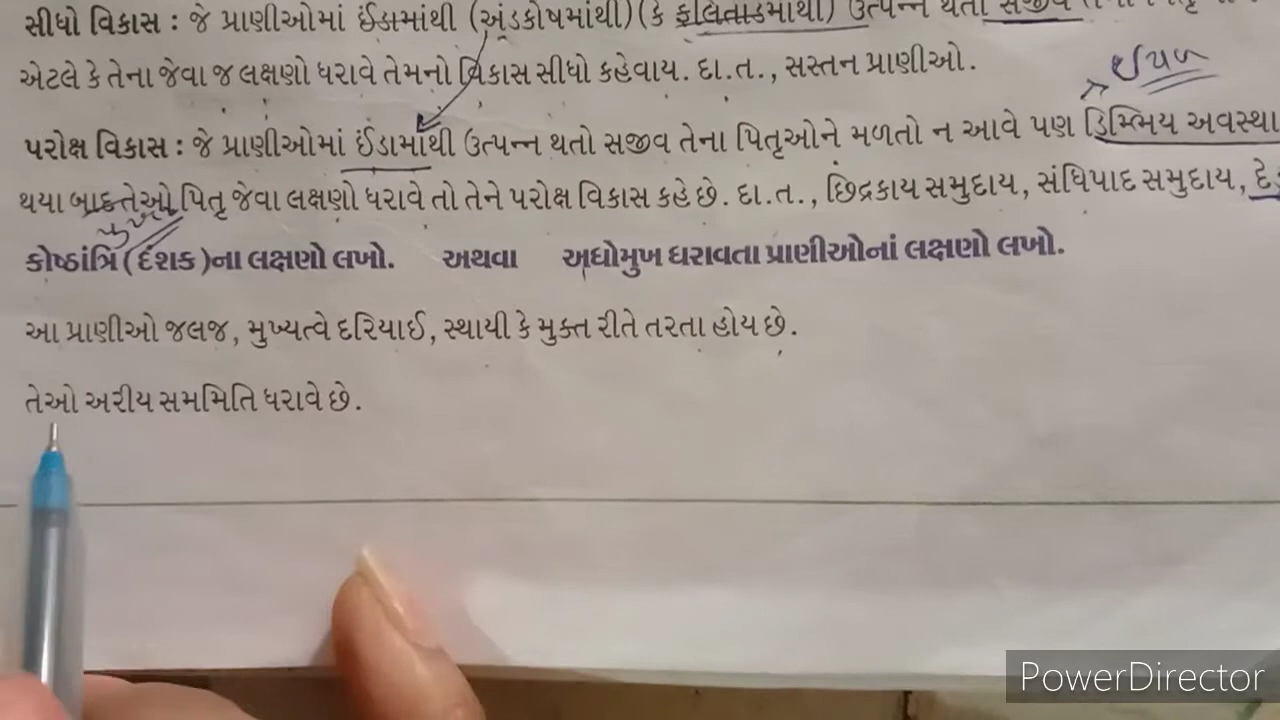 સીધો વિકાસ : જે પ્રાણીઓમાં ઈંડામાંથી (અંડકોષમાંથી)(કે ફલિતાંડમાંથી) ઉત્પન્ન થતો સજીવ
એટલે કે તેના જેવા જ લક્ષણો ધરાવે તેમનો વિકાસ સીધો કહેવાય. દા.ત., સસ્તન પ્રાણીઓ.
ઈયળ
પરોક્ષ વિકાસ : જે પ્રાણીઓમાં ઈંડામાંથી ઉત્પન્ન થતો સજીવ તેના પિતૃઓને મળતો ન આવે પણ ડિમ્ભિય અવસ્થા
થયા બાદ તેઓ પિતૃ જેવા લક્ષણો ધરાવે તો તેને પરોક્ષ વિકાસ કહે છે. દા.ત., છિદ્રકાય સમુદાય, સંધિપાદ સમુદાય,
કોષ્ઠાંત્રિ (દંશક)ના લક્ષણો લખો. અથવા અધોમુખ ધરાવતા પ્રાણીઓનાં લક્ષણો લખો.
આ પ્રાણીઓ જલજ, મુખ્યત્વે દરિયાઈ, સ્થાયી કે મુક્ત રીતે તરતા હોય છે.
તેઓ અરીય સમમિતિ ધરાવે છે.
PowerDirector